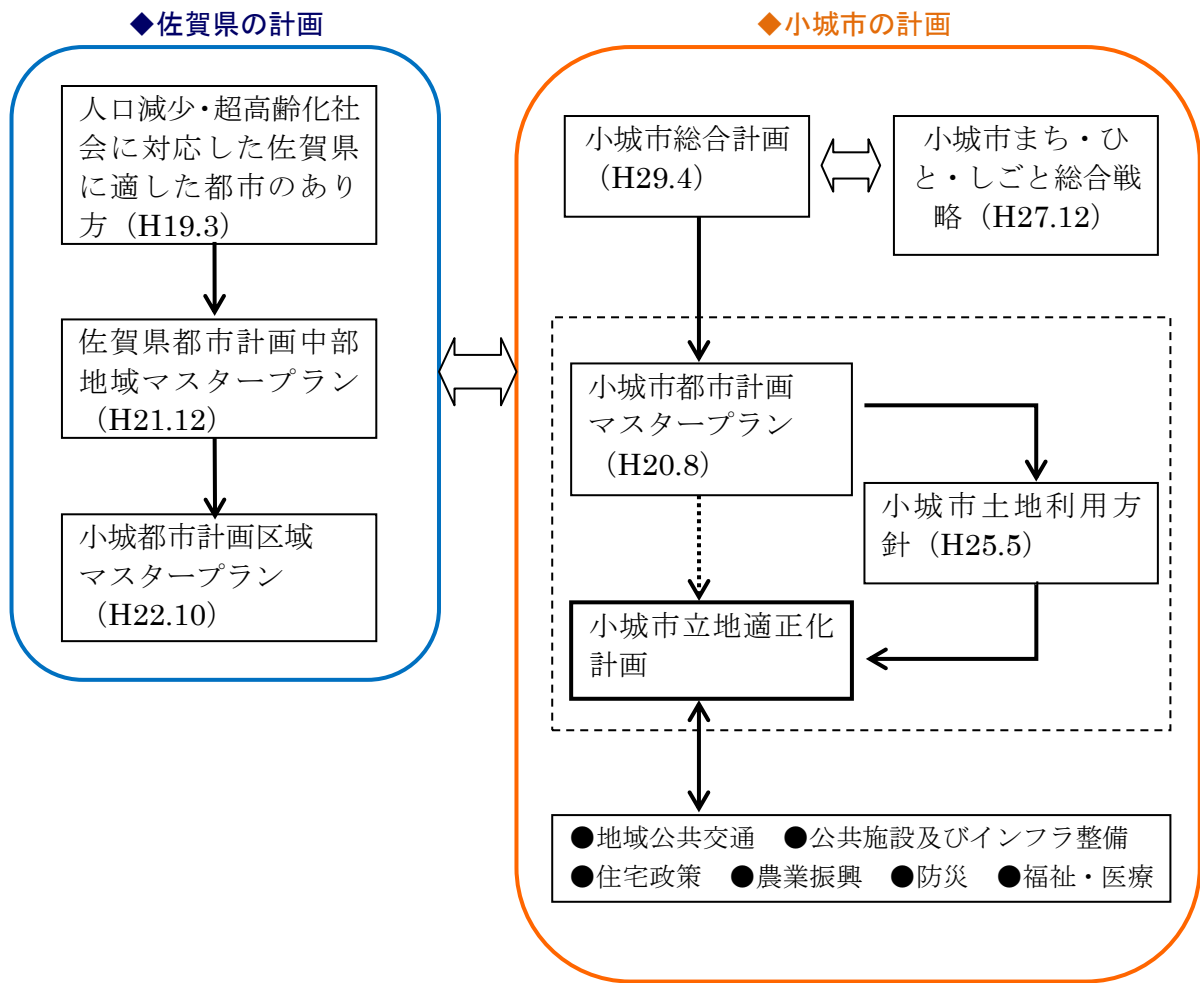 ◆佐賀県の計画
人口減少・超高齢化社
会に対応した佐賀県
に適した都市のあり
方（H19.3）
佐賀県都市計画中部
地域マスタープラン
（H21.12）
小城都市計画区域
マスタープラン
（H22.10）
◆小城市の計画
小城市総合計画
（H29.4）
小城市まち・ひ
と・しごと総合戦
略（H27.12）
小城市都市計画
マスタープラン
（H20.8）
小城市土地利用方
針（H25.5）
小城市立地適正化
計画
●地域公共交通　●公共施設及びインフラ整備
●住宅政策　●農業振興　●防災　●福祉・医療